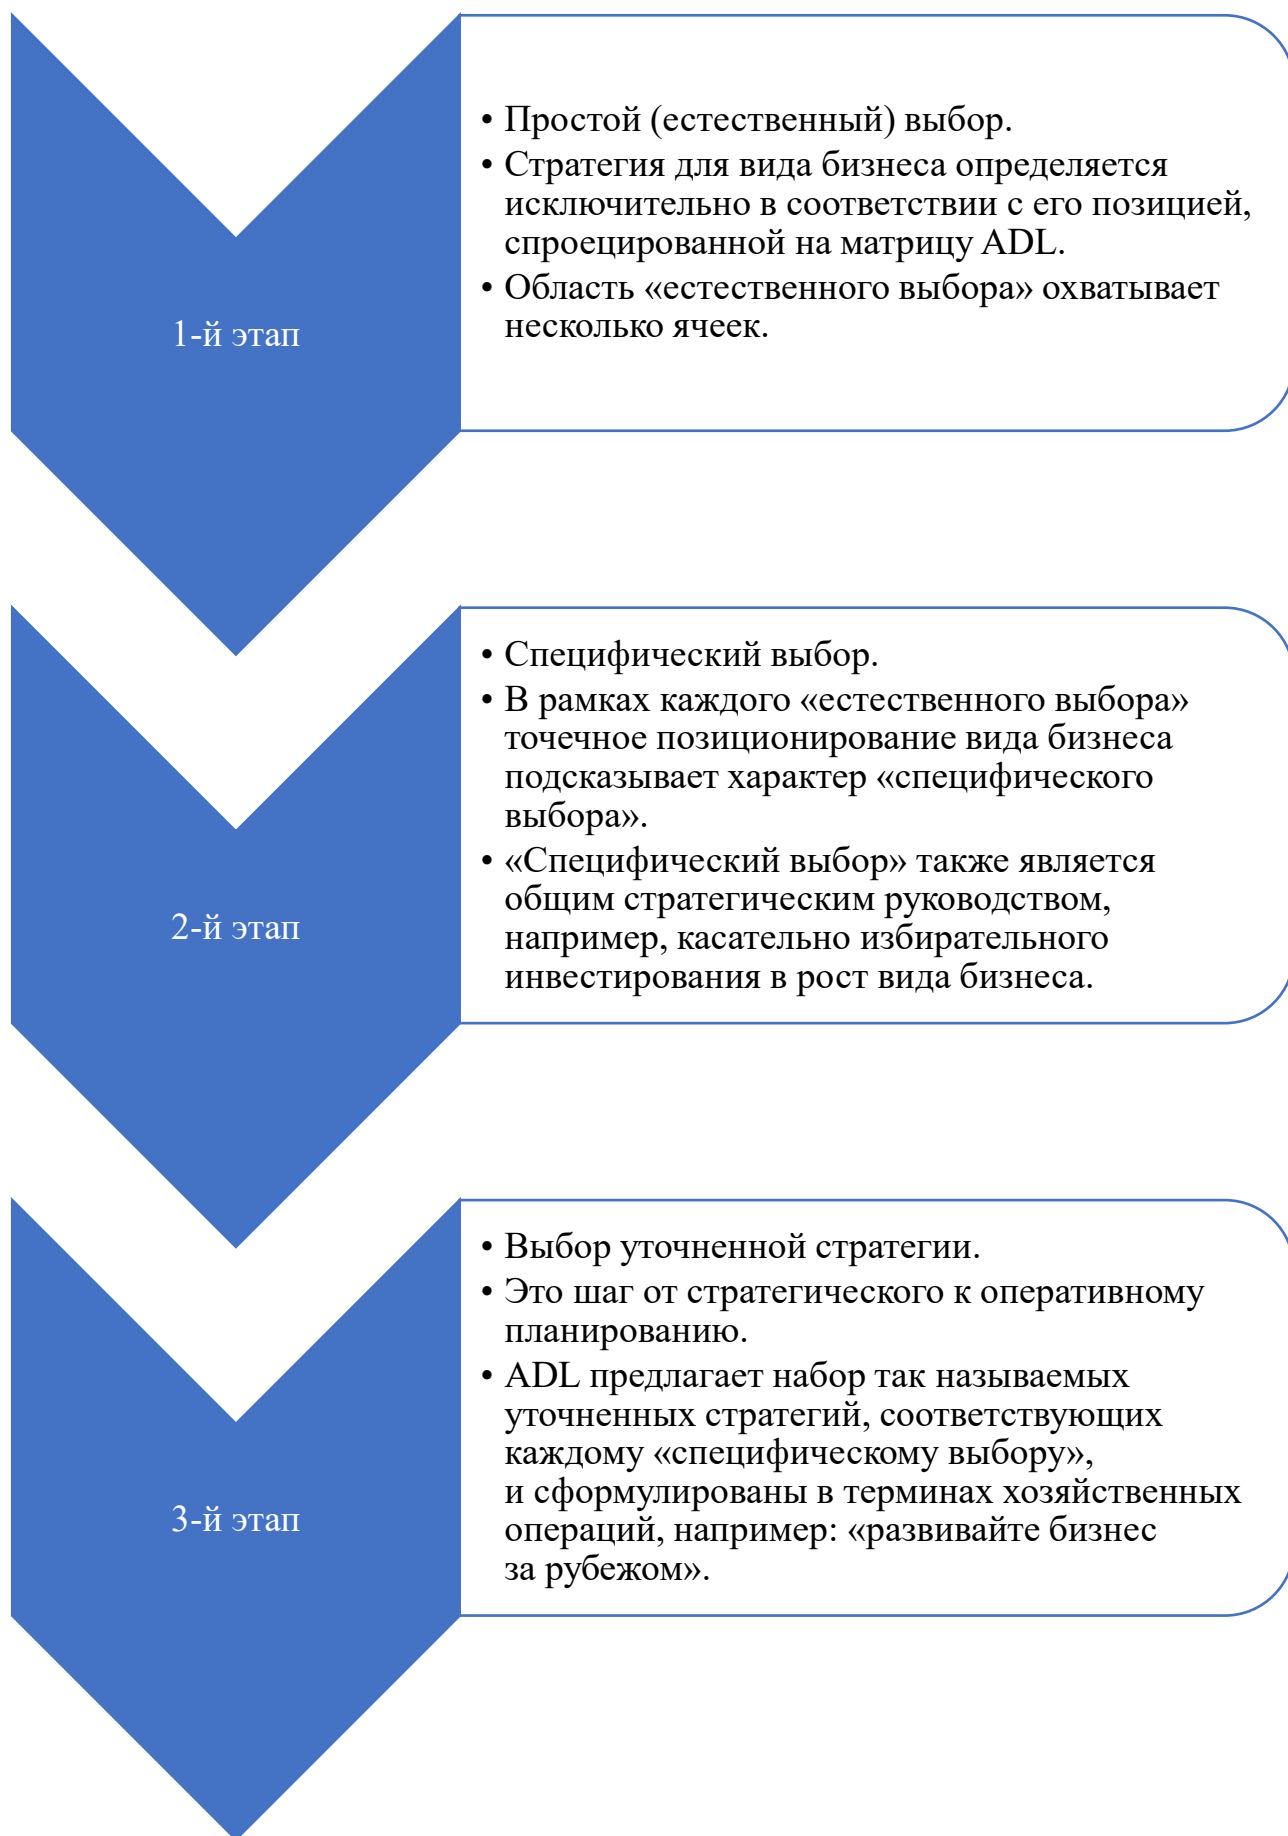 1-й этап
• Простой (естественный) выбор.
• Стратегия для вида бизнеса определяется
исключительно в соответствии с его позицией,
спроецированной на матрицу ADL.
• Область «естественного выбора» охватывает
несколько ячеек.
2-й этап
• Специфический выбор.
• В рамках каждого «естественного выбора»
точечное позиционирование вида бизнеса
подсказывает характер «специфического
выбора».
• «Специфический выбор» также является
общим стратегическим руководством,
например, касательно избирательного
инвестирования в рост вида бизнеса.
3-й этап
• Выбор уточненной стратегии.
• Это шаг от стратегического к оперативному
планированию.
• ADL предлагает набор так называемых
уточненных стратегий, соответствующих
каждому «специфическому выбору»,
и сформулированы в терминах хозяйственных
операций, например: «развивайте бизнес
за рубежом».